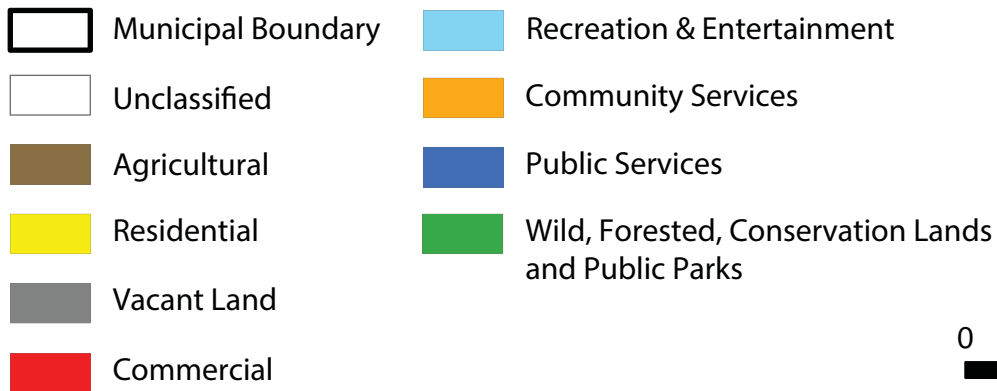 Municipal Boundary
Unclassified
Agricultural
Residential
Vacant Land
Commercial
Recreation & Entertainment
Community Services
Public Services
Wild, Forested, Conservation Lands
and Public Parks
0